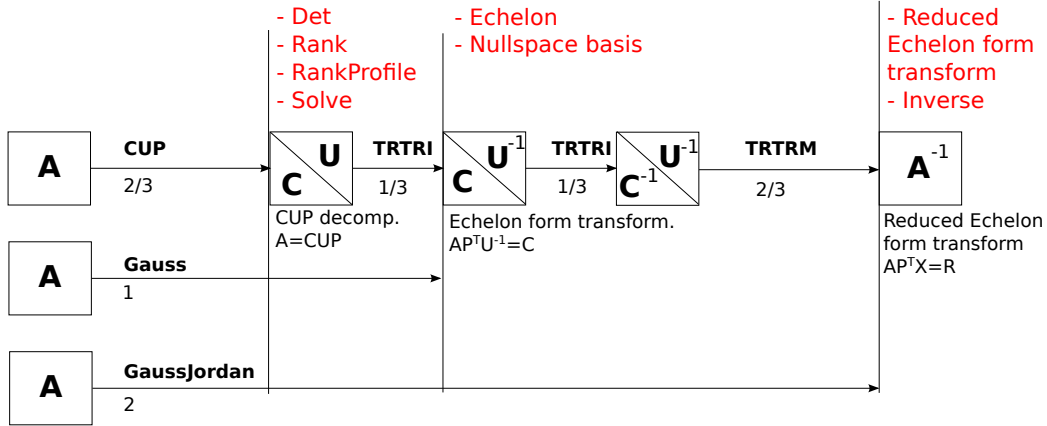 - Det
- Rank
- RankProfile
- Solve
- Echelon
- Nullspace basis
- Reduced
Echelon form
transform
- Inverse
A
CUP
2/3
U
C
TRTRI
1/3
U⁻¹
C
TRTRI
1/3
U⁻¹
C⁻¹
TRTRM
2/3
A⁻¹
CUP decomp.
A=CUP
Echelon form transform.
APᵀU⁻¹=C
Reduced Echelon
form transform
APᵀX=R
A
Gauss
1
A
GaussJordan
2